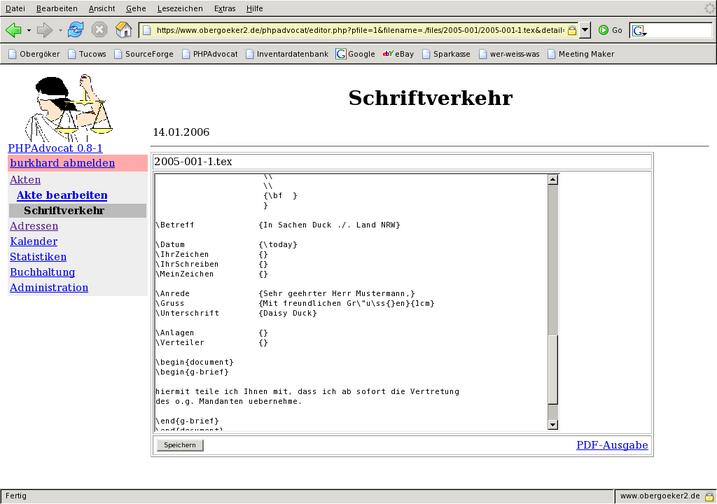 Datei Bearbeiten Ansicht Gehe Lesezeichen Extras Hilfe
https://www.obergoeker2.de/phpadvocat/editor.php?pfile=1&filename=./files/2005-001/2005-001-1.tex&detail
Go
Obergöker Tucows SourceForge PHPAdvocat Inventardatenbank Google eBay Sparkasse wer-weiss-was Meeting Maker
Schriftverkehr
14.01.2006
PHPAdvocat 0.8-1
burkhard abmelden
Akten
Akte bearbeiten
Schriftverkehr
Adressen
Kalender
Statistiken
Buchhaltung
Administration
2005-001-1.tex
\\
\\
{\bf  }
}
\Betreff {In Sachen Duck ./. Land NRW}
\Datum {\today}
\IhrZeichen {}
\IhrSchreiben {}
\MeinZeichen {}
\Anrede {Sehr geehrter Herr Mustermann,}
\Gruss {Mit freundlichen Gr\"u\ss{}en}{1cm}
\Unterschrift {Daisy Duck}
\Anlagen {}
\Verteiler {}
\begin{document}
\begin{g-brief}
hiermit teile ich Ihnen mit, dass ich ab sofort die Vertretung
des o.g. Mandanten uebernehme.
\end{g-brief}
\end{document}
Speichern
PDF-Ausgabe
Fertig
www.obergoeker2.de